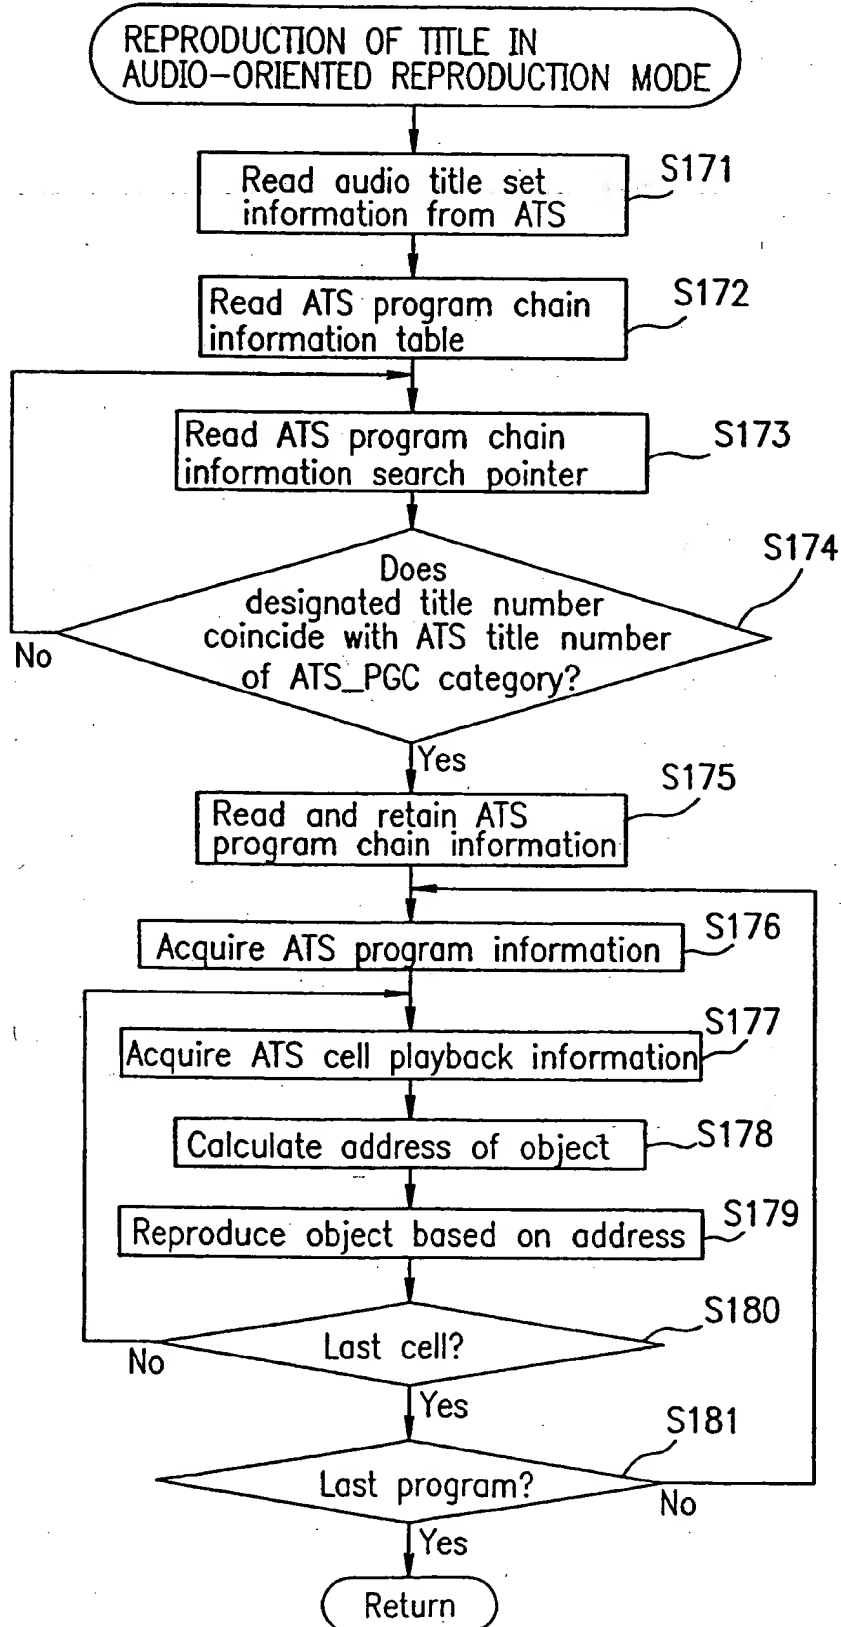 REPRODUCTION OF TITLE IN
AUDIO-ORIENTED REPRODUCTION MODE
Read audio title set
information from ATS
S171
Read ATS program chain
information table
S172
Read ATS program chain
information search pointer
S173
Does
designated title number
coincide with ATS title number
of ATS_PGC category?
S174
No
Yes
Read and retain ATS
program chain information
S175
Acquire ATS program information
S176
Acquire ATS cell playback information
S177
Calculate address of object
S178
Reproduce object based on address
S179
Last cell?
S180
No
Yes
Last program?
S181
No
Yes
Return